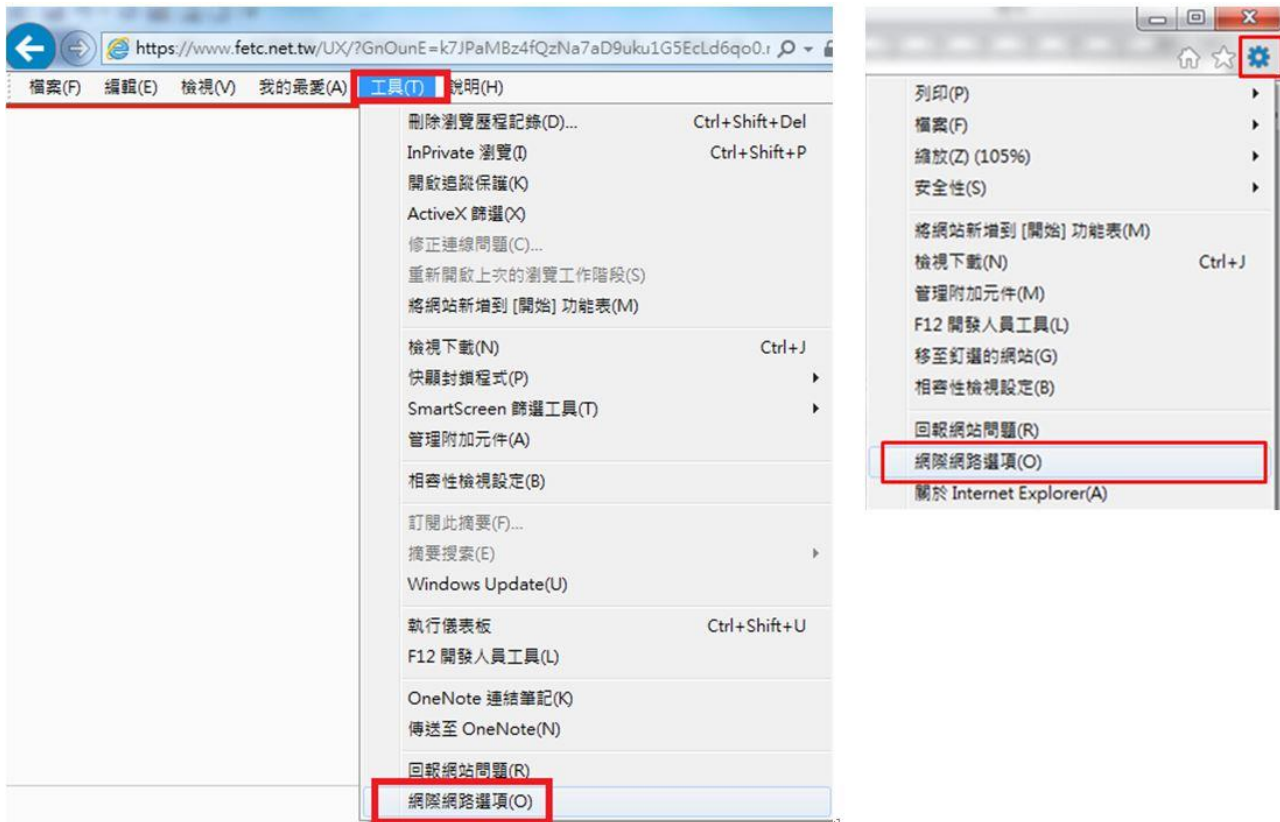 https://www.fetc.net.tw/UX/?GnOunE=k7JPaMBz4fQzNa7aD9uku1G5EcLd6qo0.r
檔案(F) 編輯(E) 檢視(V) 我的最愛(A) 工具(T) 說明(H)
刪除瀏覽歷程記錄(D)... Ctrl+Shift+Del
InPrivate 瀏覽(I) Ctrl+Shift+P
開啟追蹤保護(K)
ActiveX 篩選(X)
修正連線問題(C)...
重新開啟上次的瀏覽工作階段(S)
將網站新增到 [開始] 功能表(M)
檢視下載(N) Ctrl+J
快顯封鎖程式(P)
SmartScreen 篩選工具(T)
管理附加元件(A)
相容性檢視設定(B)
訂閱此摘要(F)...
摘要搜索(E)
Windows Update(U)
執行儀表板 Ctrl+Shift+U
F12 開發人員工具(L)
OneNote 連結筆記(K)
傳送至 OneNote(N)
回報網站問題(R)
網際網路選項(O)
列印(P)
檔案(F)
縮放(Z) (105%)
安全性(S)
將網站新增到 [開始] 功能表(M)
檢視下載(N) Ctrl+J
管理附加元件(M)
F12 開發人員工具(L)
移至釘選的網站(G)
相容性檢視設定(B)
回報網站問題(R)
網際網路選項(O)
關於 Internet Explorer(A)